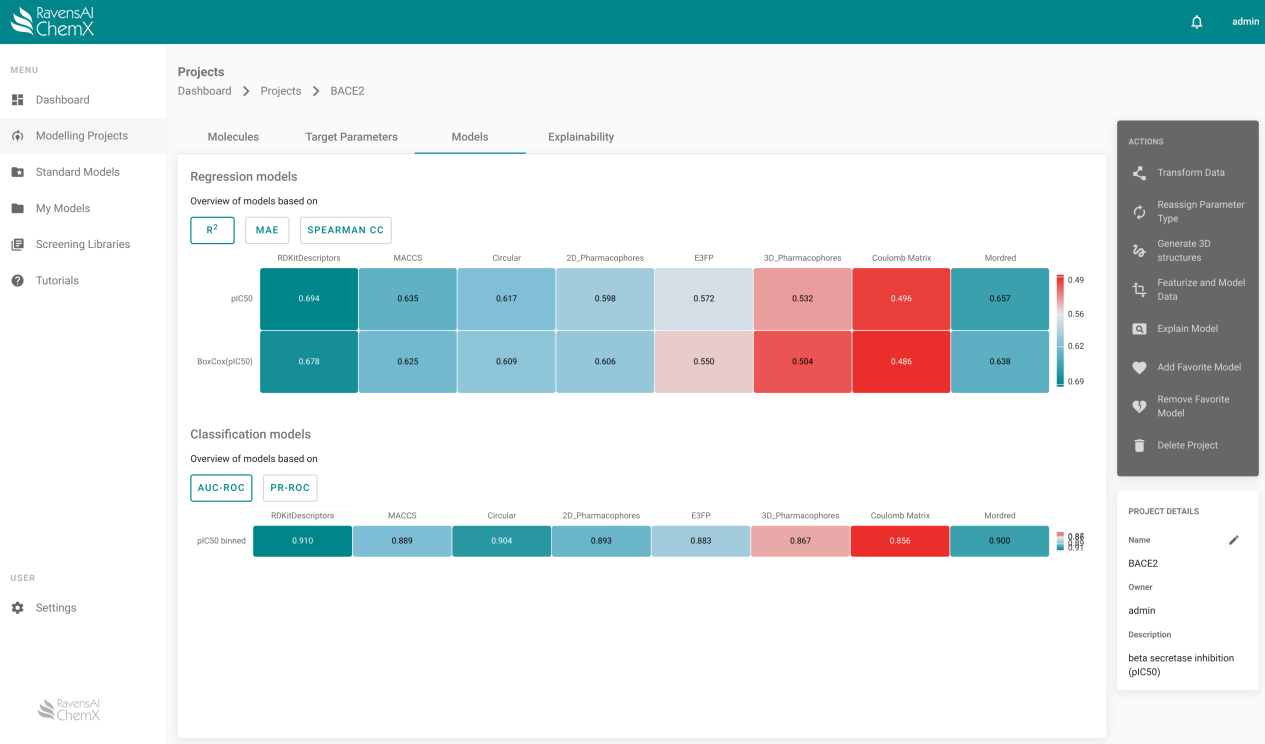 RavensAI
ChemX
admin
MENU
Dashboard
Modelling Projects
Standard Models
My Models
Screening Libraries
Tutorials
USER
Settings
RavensAI
ChemX
Projects
Dashboard > Projects > BACE2
Molecules Target Parameters Models Explainability
Regression models
Overview of models based on
R² MAE SPEARMAN CC
RDKitDescriptors MACCS Circular 2D_Pharmacophores E3FP 3D_Pharmacophores Coulomb Matrix Mordred
pIC50 0.694 0.635 0.617 0.598 0.572 0.532 0.496 0.657
BoxCox(pIC50) 0.678 0.625 0.609 0.606 0.550 0.504 0.486 0.638
0.49
0.56
0.62
0.69
Classification models
Overview of models based on
AUC-ROC PR-ROC
RDKitDescriptors MACCS Circular 2D_Pharmacophores E3FP 3D_Pharmacophores Coulomb Matrix Mordred
pIC50 binned 0.910 0.889 0.904 0.893 0.883 0.867 0.856 0.900
0.91
ACTIONS
Transform Data
Reassign Parameter
Type
Generate 3D
structures
Featurize and Model
Data
Explain Model
Add Favorite Model
Remove Favorite
Model
Delete Project
PROJECT DETAILS
Name
BACE2
Owner
admin
Description
beta secretase inhibition
(pIC50)